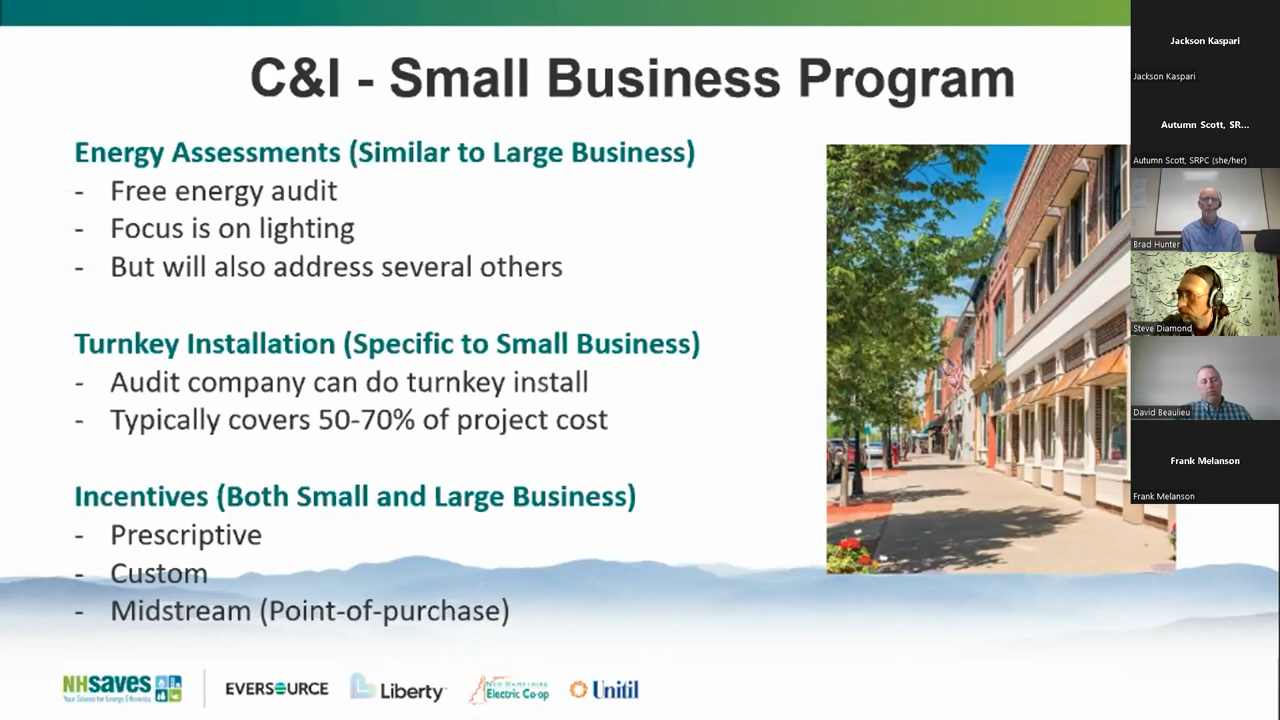 C&I - Small Business Program
Energy Assessments (Similar to Large Business)
- Free energy audit
- Focus is on lighting
- But will also address several others
Turnkey Installation (Specific to Small Business)
- Audit company can do turnkey install
- Typically covers 50-70% of project cost
Incentives (Both Small and Large Business)
- Prescriptive
- Custom
- Midstream (Point-of-purchase)
NHsaves
Your Source for Energy Efficiency
EVERSOURCE
Liberty
New Hampshire
Electric Co-op
Unitil
Jackson Kaspari
Jackson Kaspari
Autumn Scott, SR...
Autumn Scott, SRPC (she/her)
Brad Hunter
Steve Diamond
David Beaulieu
Frank Melanson
Frank Melanson